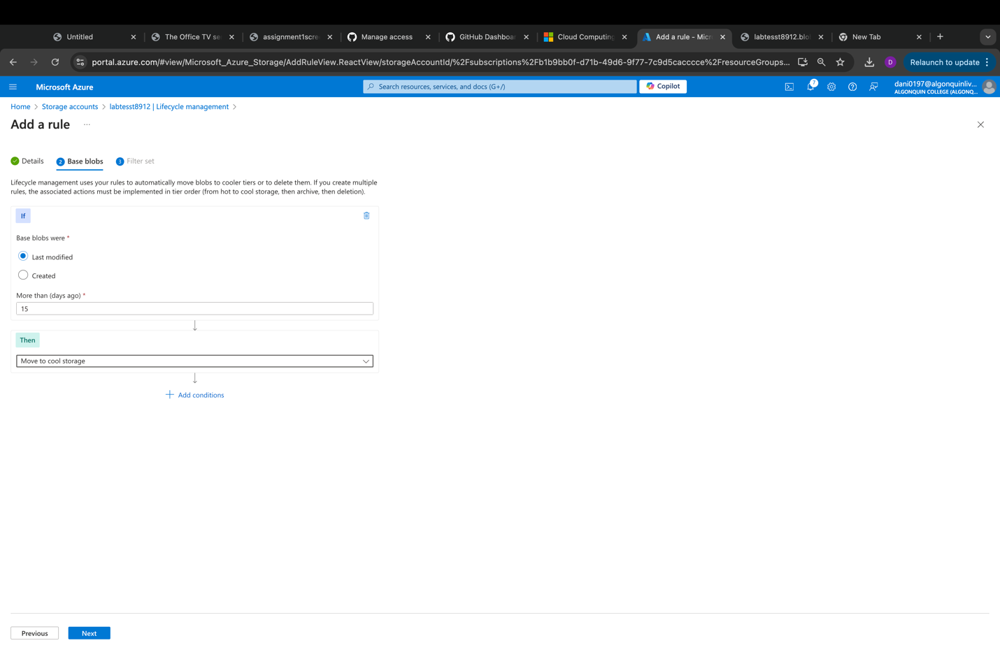 Untitled
The Office TV se
assignment1scre
Manage access
GitHub Dashboar
Cloud Computing
Add a rule - Micr
labtesst8912.blo
New Tab
portal.azure.com/#view/Microsoft_Azure_Storage/AddRuleView.ReactView/storageAccountId/%2Fsubscriptions%2Fb1b9bb0f-d71b-49d6-9f77-7c9d5cacccce%2FresourceGroups...
D
Relaunch to update
Microsoft Azure
Search resources, services, and docs (G+/)
Copilot
7
dani0197@algonquinliv...
ALGONQUIN COLLEGE (ALGONQ...
Home > Storage accounts > labtesst8912 | Lifecycle management >
Add a rule ...
Details
2 Base blobs
3 Filter set
Lifecycle management uses your rules to automatically move blobs to cooler tiers or to delete them. If you create multiple
rules, the associated actions must be implemented in tier order (from hot to cool storage, then archive, then deletion).
If
Base blobs were *
Last modified
Created
More than (days ago) *
15
Then
Move to cool storage
+ Add conditions
Previous
Next